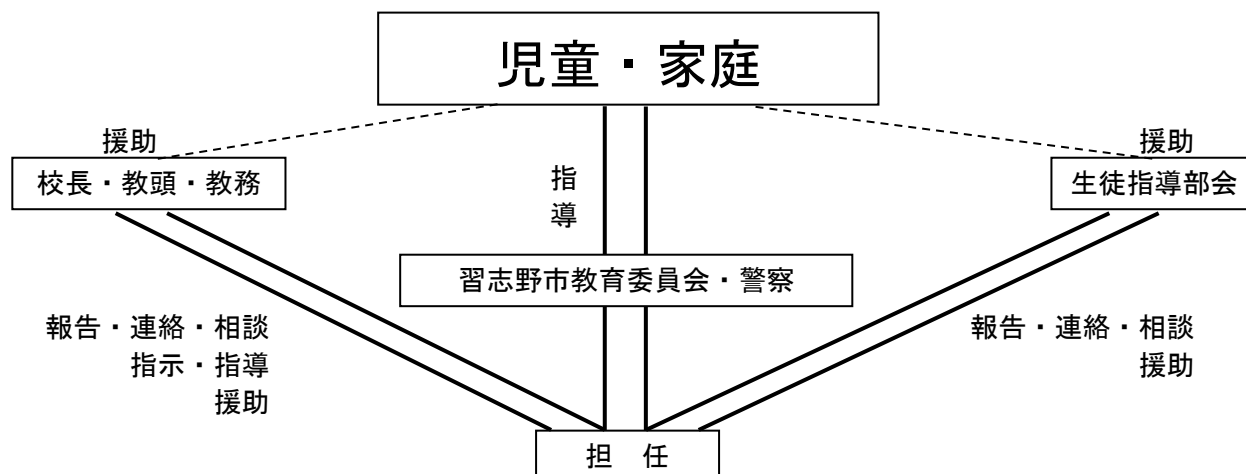 児童・家庭
援助
援助
校長・教頭・教務
指導
生徒指導部会
習志野市教育委員会・警察
報告・連絡・相談
指示・指導
援助
報告・連絡・相談
援助
担　任